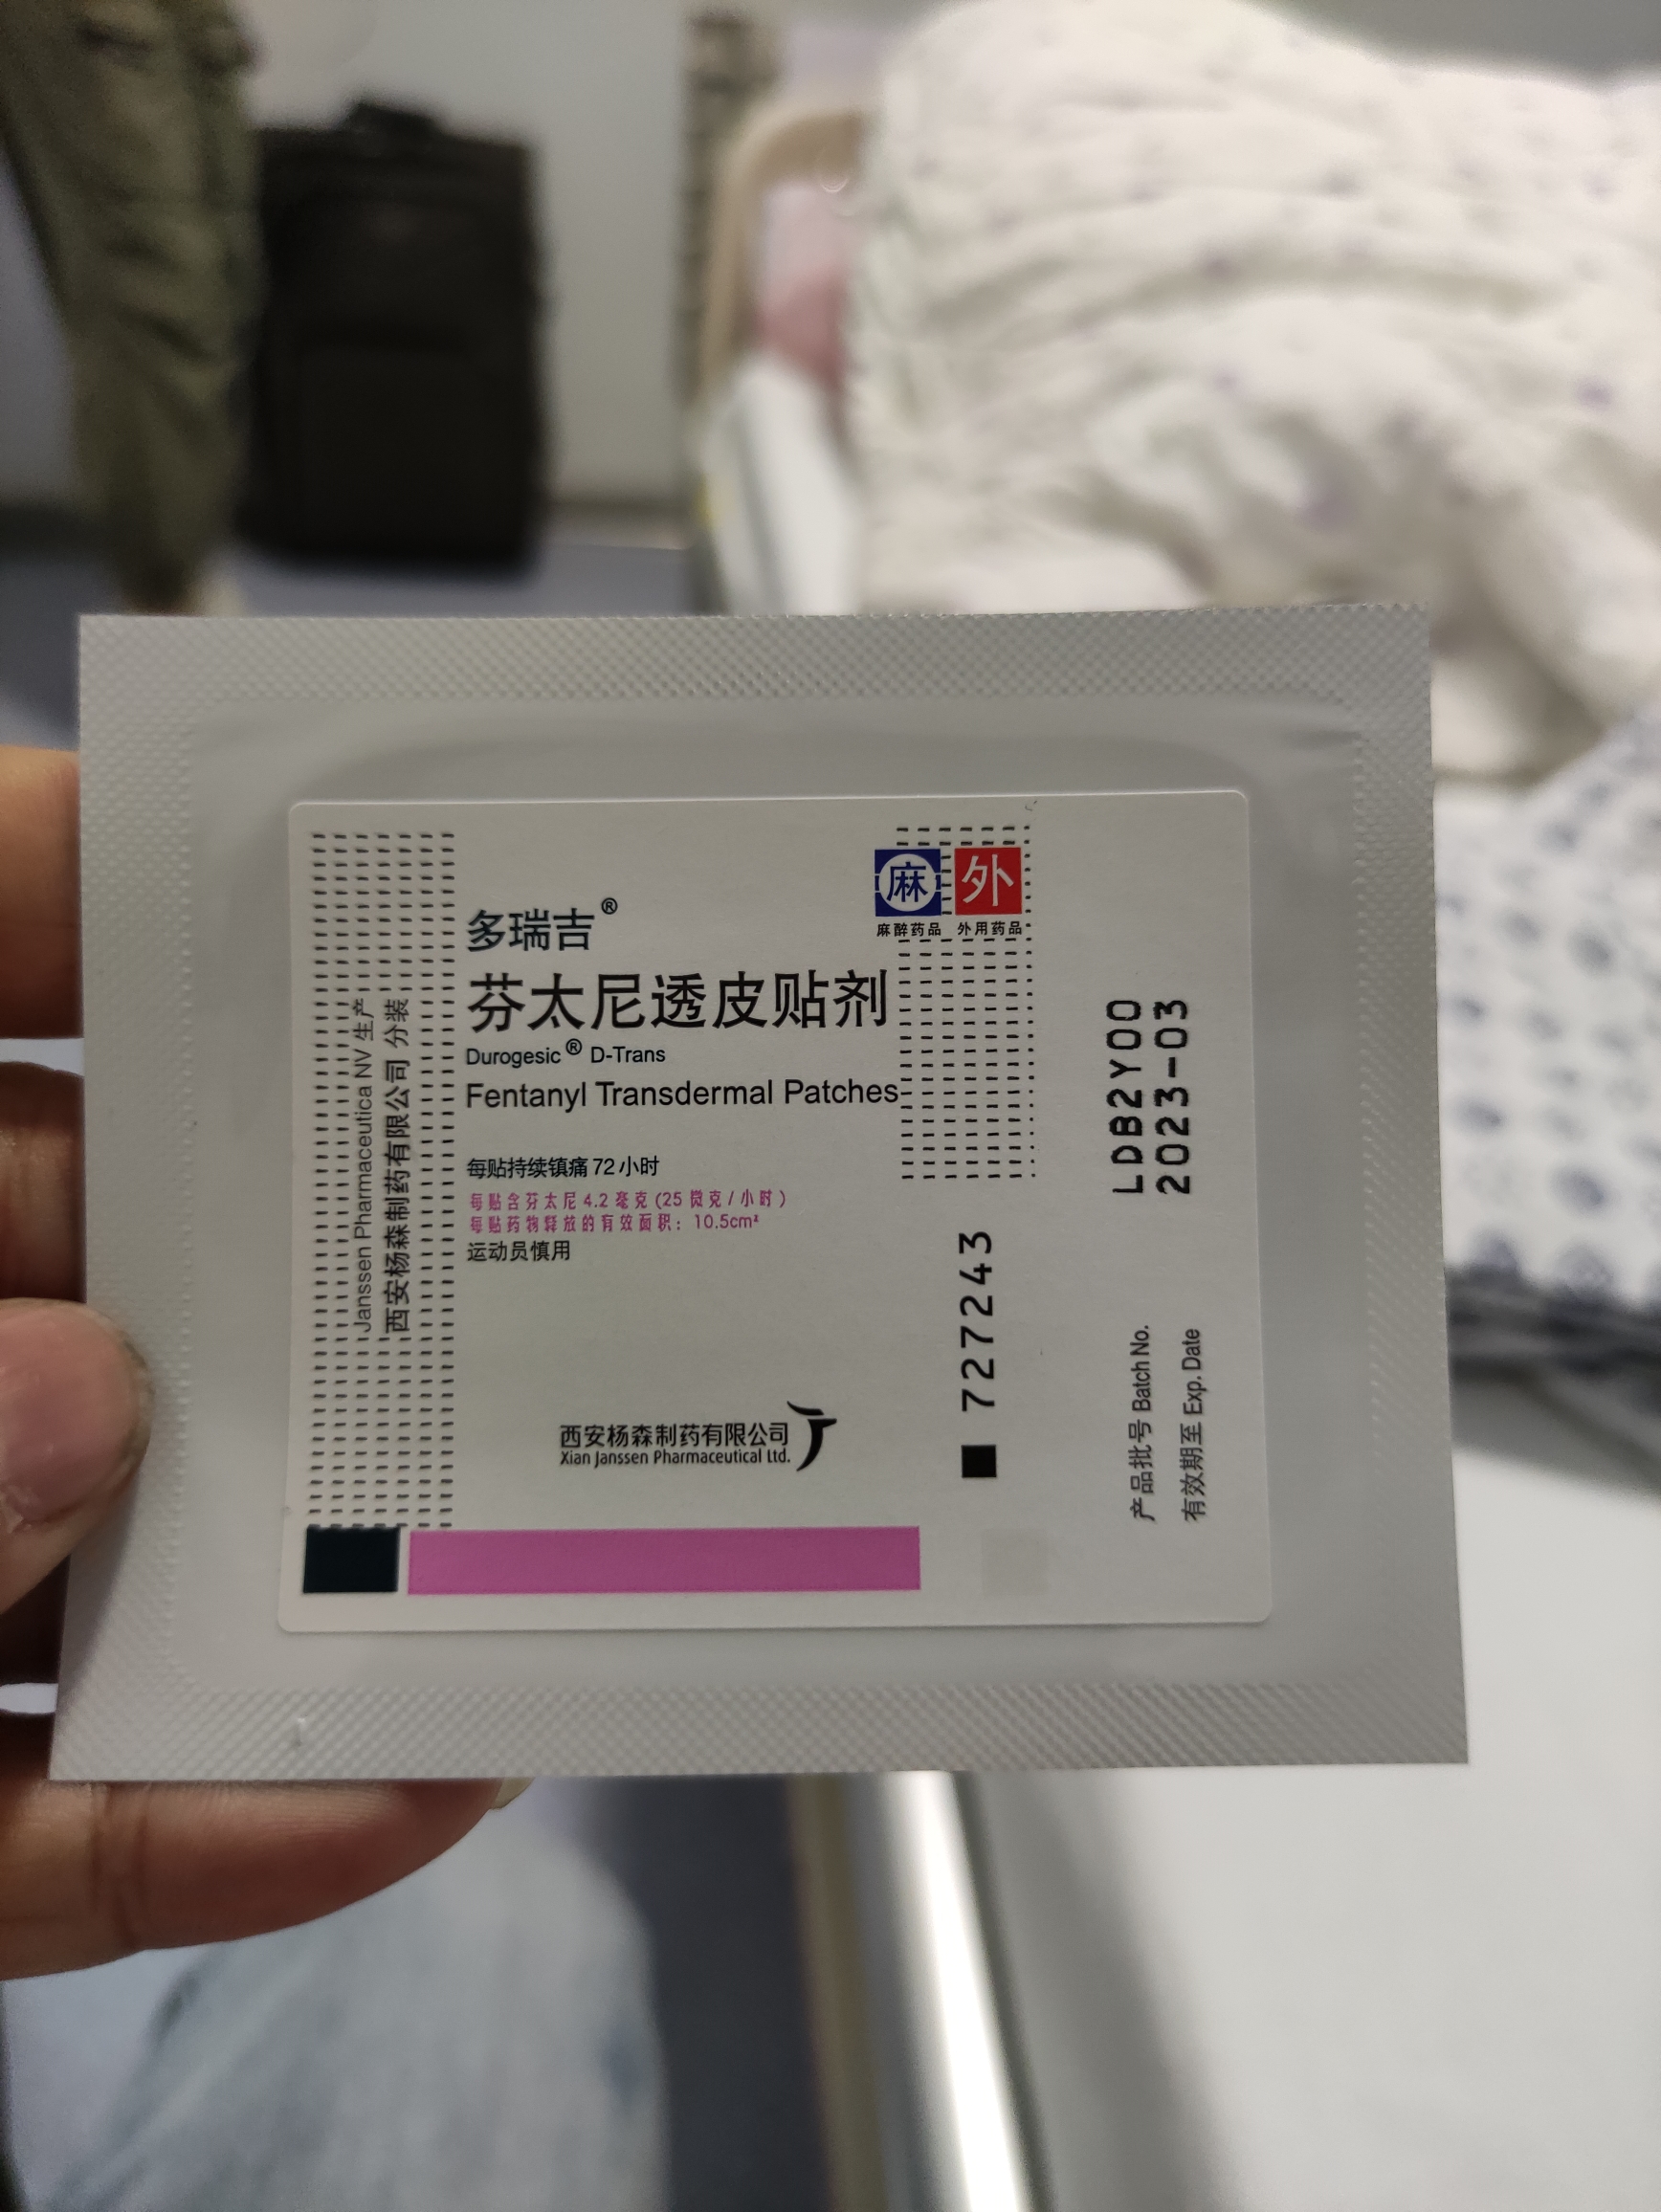 麻 外
麻醉药品 外用药品
多瑞吉®
芬太尼透皮贴剂
Durogesic® D-Trans
Fentanyl Transdermal Patches
每贴持续镇痛72小时
每贴含芬太尼4.2毫克(25微克/小时)
每贴药物释放的有效面积：10.5cm²
运动员慎用
西安杨森制药有限公司
Xian Janssen Pharmaceutical Ltd.
Janssen Pharmaceutica NV 生产
西安杨森制药有限公司 分装
727243
产品批号 Batch No. LDB2Y00
有效期至 Exp. Date 2023-03